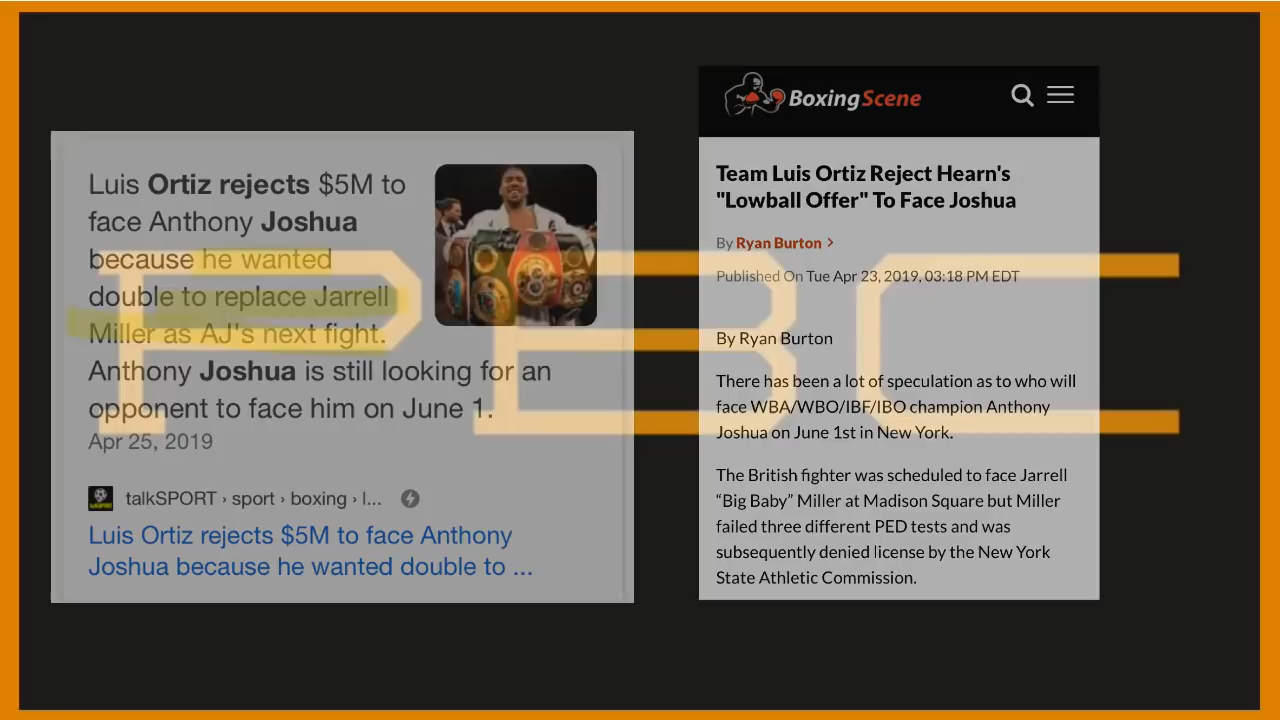 Luis Ortiz rejects $5M to
face Anthony Joshua
because he wanted
double to replace Jarrell
Miller as AJ's next fight.
Anthony Joshua is still looking for an
opponent to face him on June 1.
Apr 25, 2019
talkSPORT › sport › boxing › l...
Luis Ortiz rejects $5M to face Anthony
Joshua because he wanted double to ...
BoxingScene
Team Luis Ortiz Reject Hearn's
"Lowball Offer" To Face Joshua
By Ryan Burton >
Published On Tue Apr 23, 2019, 03:18 PM EDT
By Ryan Burton
There has been a lot of speculation as to who will
face WBA/WBO/IBF/IBO champion Anthony
Joshua on June 1st in New York.
The British fighter was scheduled to face Jarrell
“Big Baby” Miller at Madison Square but Miller
failed three different PED tests and was
subsequently denied license by the New York
State Athletic Commission.
PBC